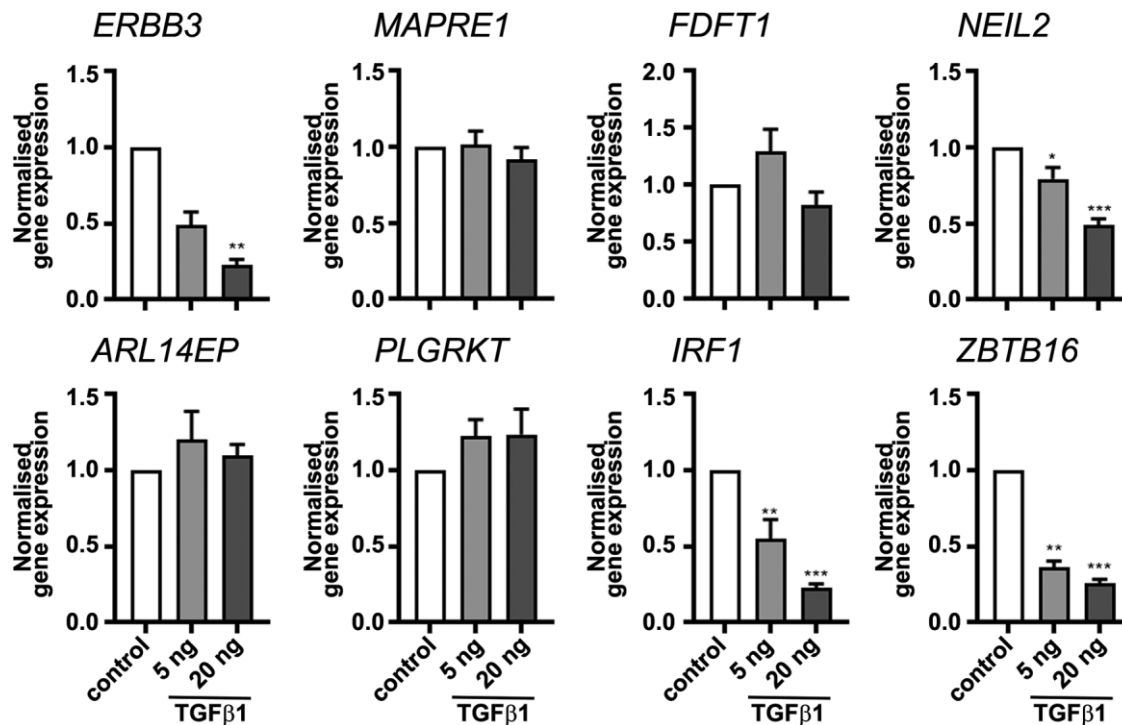 ERBB3
MAPRE1
FDFT1
NEIL2
Normalised
gene expression
1.5
1.0
0.5
0.0
**
Normalised
gene expression
1.5
1.0
0.5
0.0
Normalised
gene expression
2.0
1.5
1.0
0.5
0.0
Normalised
gene expression
1.5
1.0
0.5
0.0
*
***
ARL14EP
PLGRKT
IRF1
ZBTB16
Normalised
gene expression
1.5
1.0
0.5
0.0
control
5 ng
20 ng
TGFβ1
Normalised
gene expression
1.5
1.0
0.5
0.0
control
5 ng
20 ng
TGFβ1
Normalised
gene expression
1.5
1.0
0.5
0.0
**
***
control
5 ng
20 ng
TGFβ1
Normalised
gene expression
1.5
1.0
0.5
0.0
**
***
control
5 ng
20 ng
TGFβ1